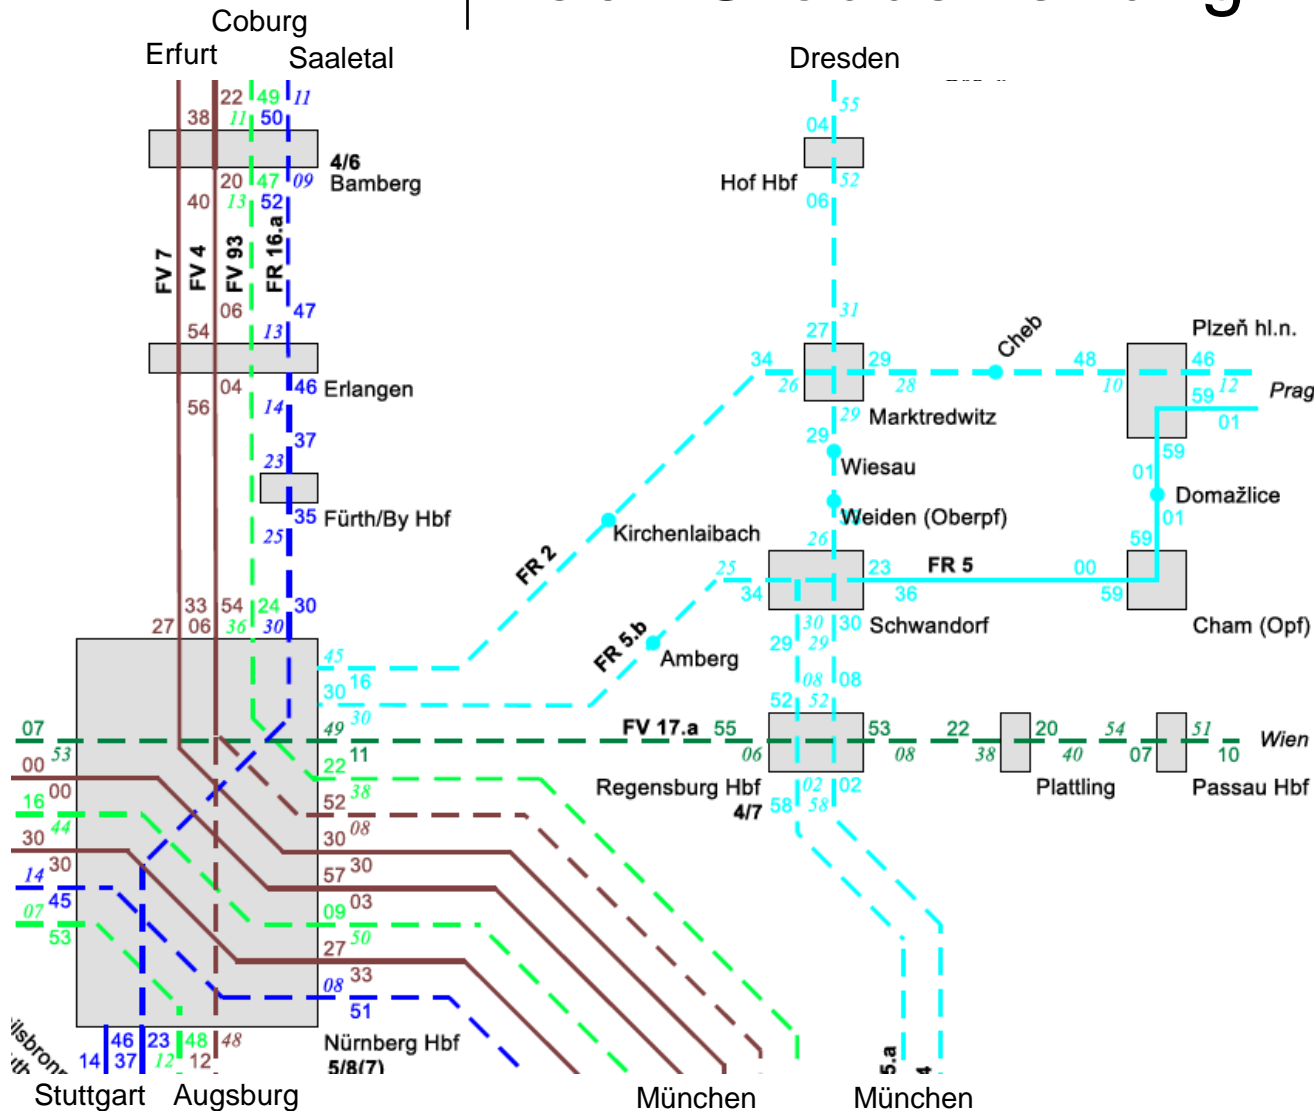 Coburg
Erfurt
Saaletal
Dresden
22 49 11
38 11 50
55
04
4/6
Bamberg
20 47 09
40 13 52
Hof Hbf
52
06
FV 7
FV 4
FV 93
FR 16.a
06 47
54 13
31
27
Cheb
Plzeň hl.n.
34
26
29
28
48
10
46
12
59
01
Prag
04 46
56 14
Erlangen
29
29
Marktredwitz
37
23
Wiesau
59
01
Domažlice
01
59
35
25
Fürth/By Hbf
Kirchenlaibach
Weiden (Oberpf)
26
FR 2
25
34
23
36
FR 5
00
59
33 54 24 30
27 06 36 30
FR 5.b
Amberg
30 30
29 29
Schwandorf
Cham (Opf)
45
16
30
30
08 08
52 52
07
53
49
11
FV 17.a
55
06
53
08
22
38
20
40
54
07
51
10
Wien
00
00
22
38
Regensburg Hbf
4/7
02 02
58 58
Plattling
Passau Hbf
16
44
52
08
30
30
30
30
14
45
57
03
07
53
09
50
27
33
08
51
46 23 48 48
14 37 12 12
Nürnberg Hbf
5/8(7)
ilsbronn
5.a
4
Stuttgart
Augsburg
München
München